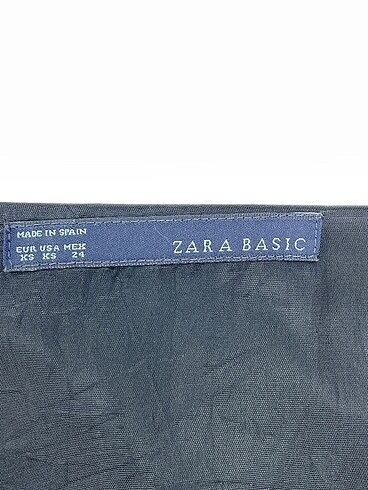 MADE IN SPAIN
EUR USA MEX
XS XS 24
ZARA BASIC